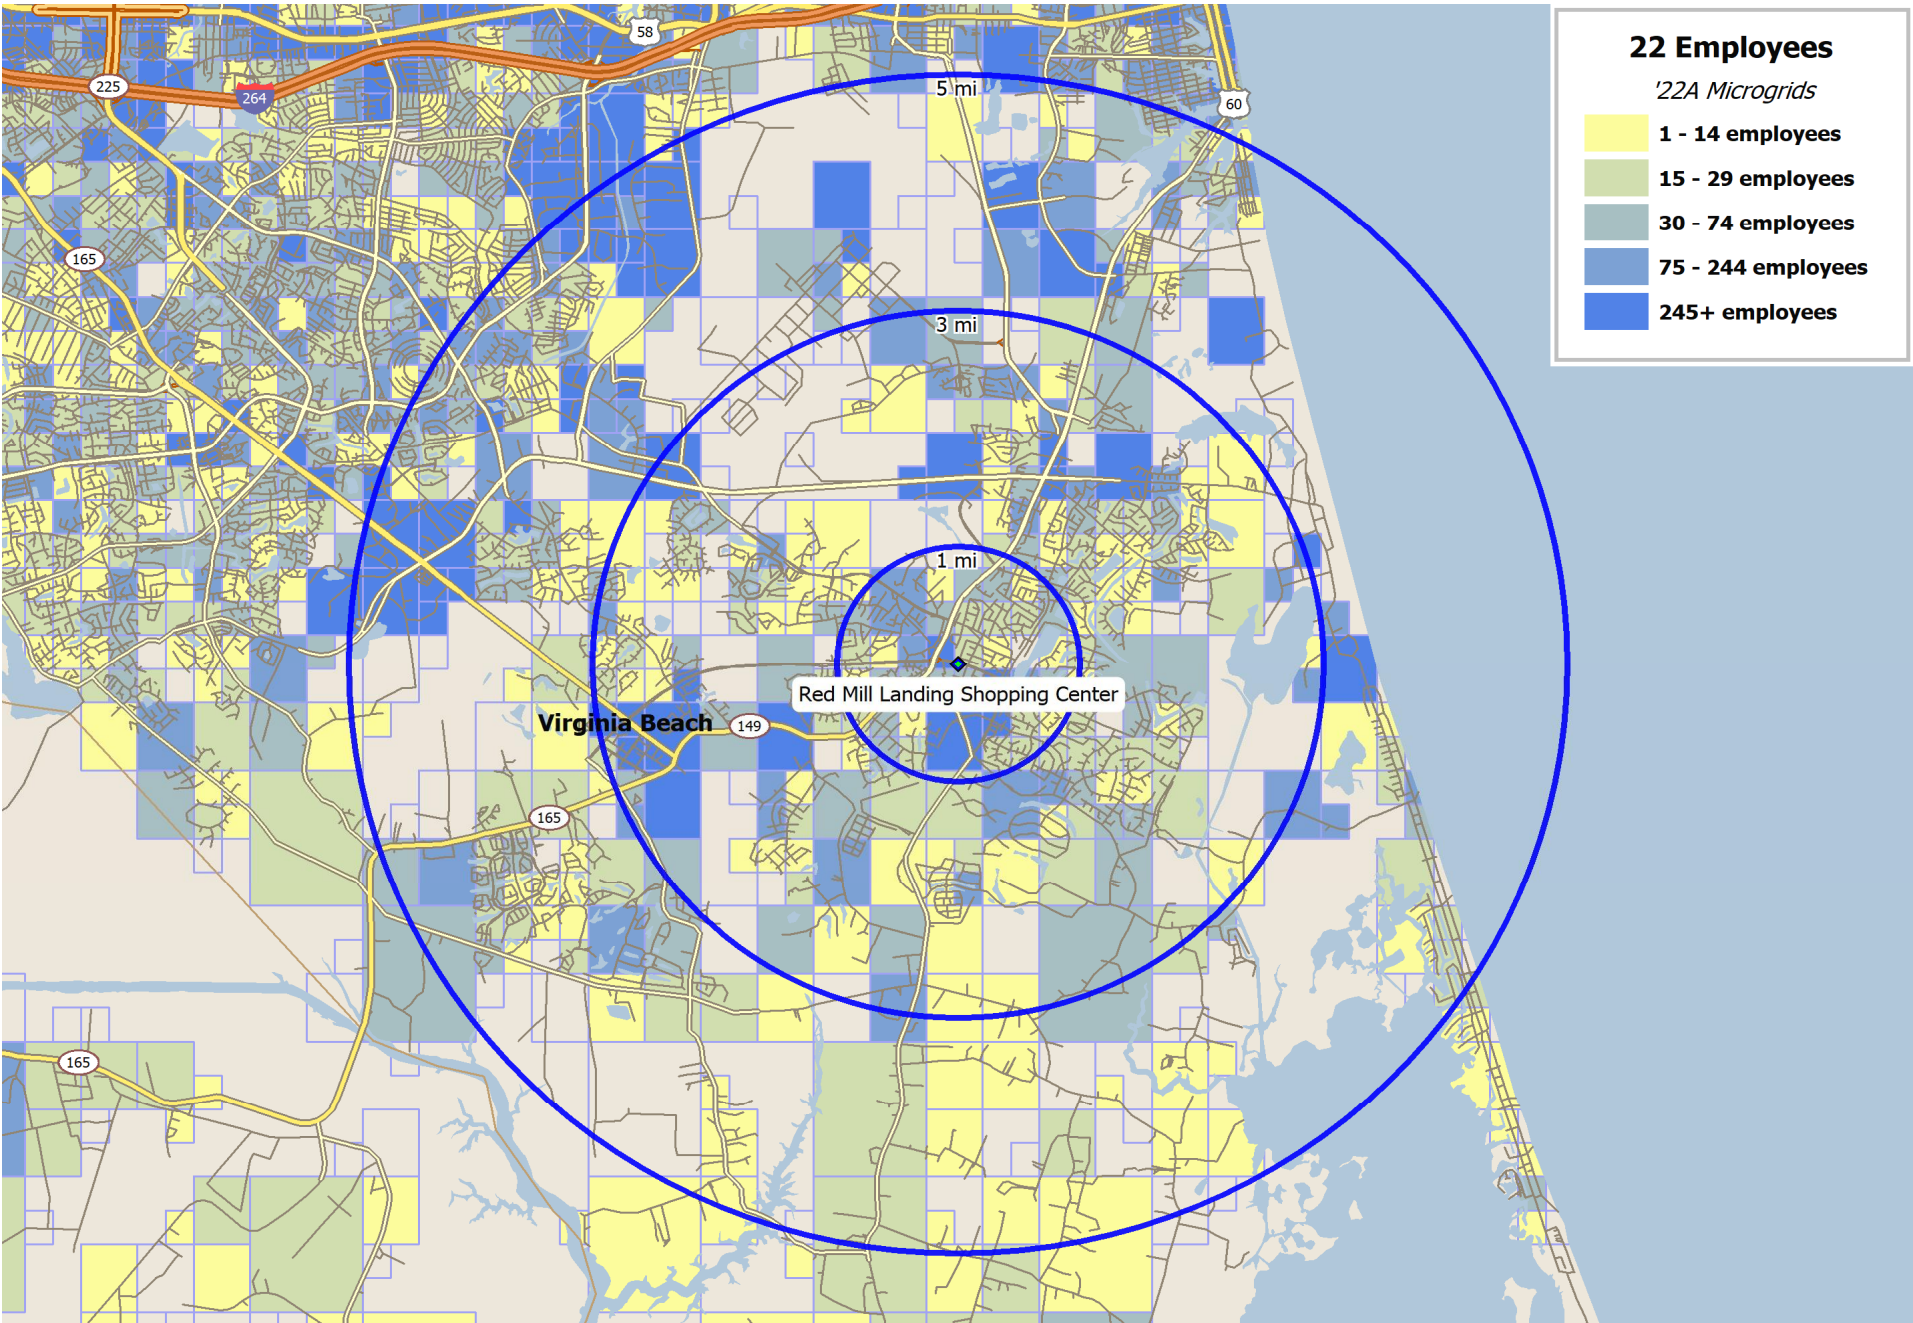 22 Employees
'22A Microgrids
1 - 14 employees
15 - 29 employees
30 - 74 employees
75 - 244 employees
245+ employees
58
225
264
5 mi
60
165
3 mi
1 mi
Red Mill Landing Shopping Center
Virginia Beach
149
165
165